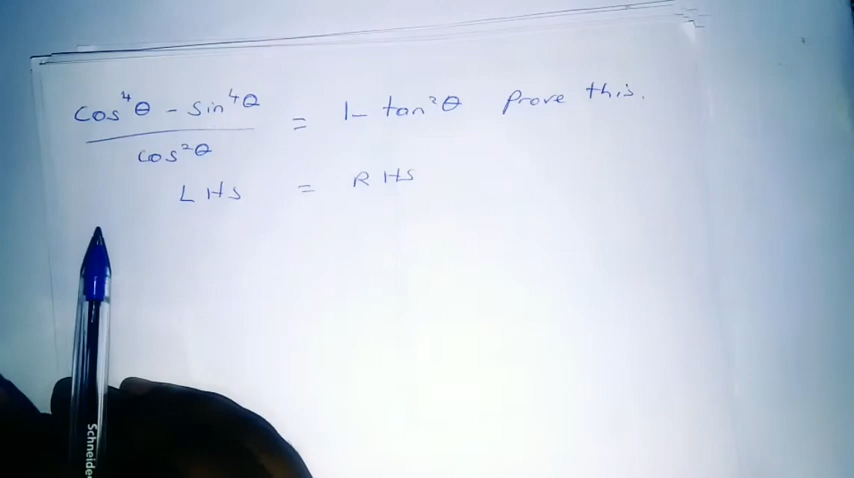 cos⁴θ - sin⁴θ / cos²θ = 1 - tan²θ Prove this.
LHS = RHS
Schneider